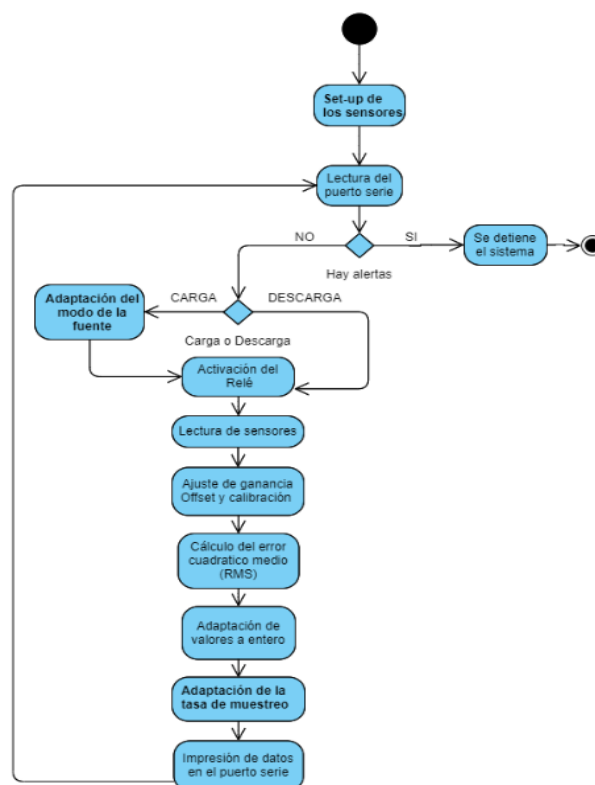 Set-up de
los sensores
Lectura del
puerto serie
NO
SI
Se detiene
el sistema
Hay alertas
CARGA
DESCARGA
Adaptación del
modo de la
fuente
Carga o Descarga
Activación del
Relé
Lectura de sensores
Ajuste de ganancia
Offset y calibración
Cálculo del error
cuadratico medio
(RMS)
Adaptación de
valores a entero
Adaptación de la
tasa de muestreo
Impresión de datos
en el puerto serie